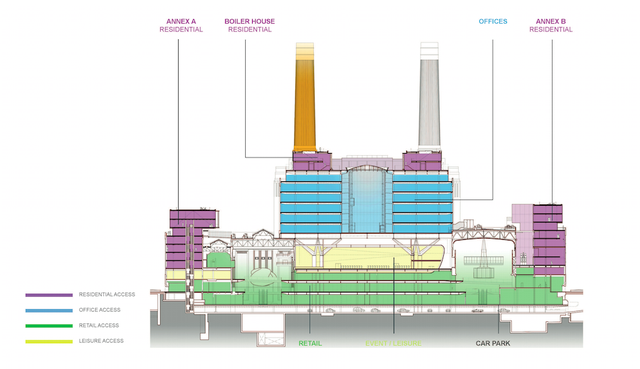 ANNEX A
RESIDENTIAL
BOILER HOUSE
RESIDENTIAL
OFFICES
ANNEX B
RESIDENTIAL
RESIDENTIAL ACCESS
OFFICE ACCESS
RETAIL ACCESS
LEISURE ACCESS
RETAIL
EVENT / LEISURE
CAR PARK